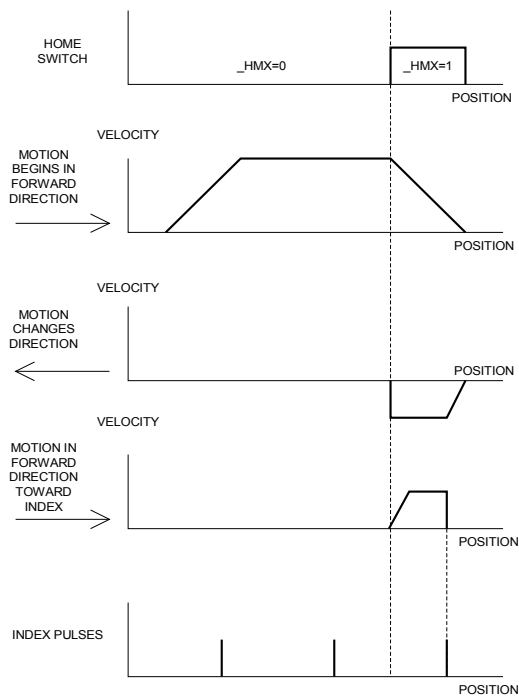 HOME
SWITCH
_HMX=0
_HMX=1
POSITION
VELOCITY
MOTION
BEGINS IN
FORWARD
DIRECTION
POSITION
VELOCITY
MOTION
CHANGES
DIRECTION
POSITION
VELOCITY
MOTION IN
FORWARD
DIRECTION
TOWARD
INDEX
POSITION
INDEX PULSES
POSITION